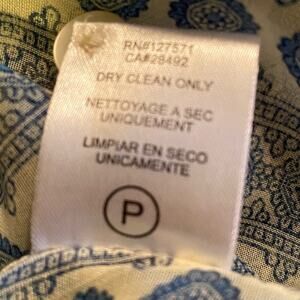 RN#127571
CA#28492
DRY CLEAN ONLY
NETTOYAGE A SEC
UNIQUEMENT
LIMPIAR EN SECO
UNICAMENTE
P